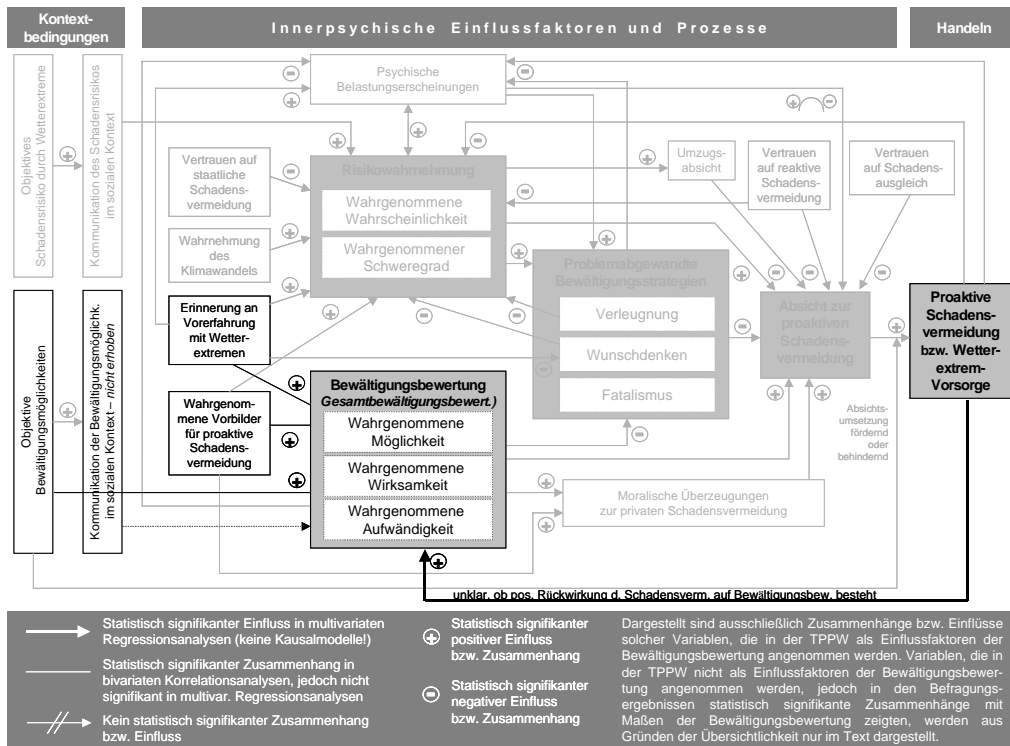 Kontext-
bedingungen
Innerpsychische Einflussfaktoren und Prozesse
Handeln
Objektives
Schadensrisiko durch Wetterextreme
Kommunikation des Schadensrisikos
im sozialen Kontext
Psychische
Belastungserscheinungen
Vertrauen auf
staatliche
Schadens-
vermeidung
Wahrnehmung
des
Klimawandels
Risikowahrnehmung
Wahrgenommene
Wahrscheinlichkeit
Wahrgenommener
Schweregrad
Umzugs-
absicht
Vertrauen
auf reaktive
Schadens-
vermeidung
Vertrauen
auf Schadens-
ausgleich
Problemabgewandte
Bewältigungsstrategien
Verleugnung
Wunschdenken
Fatalismus
Absicht zur
proaktiven
Schadens-
vermeidung
Proaktive
Schadens-
vermeidung
bzw. Wetter-
extrem-
Vorsorge
Objektive
Bewältigungsmöglichkeiten
Kommunikation der Bewältigungsmöglichk.
im sozialen Kontext – nicht erhoben
Erinnerung an
Vorerfahrung
mit Wetter-
extremen
Wahrgenom-
mene Vorbilder
für proaktive
Schadens-
vermeidung
Bewältigungsbewertung
Gesamtbewältigungsbewert.)
Wahrgenommene
Möglichkeit
Wahrgenommene
Wirksamkeit
Wahrgenommene
Aufwändigkeit
Absichts-
umsetzung
fördernd
oder
behindernd
Moralische Überzeugungen
zur privaten Schadensvermeidung
unklar, ob pos. Rückwirkung d. Schadensverm. auf Bewältigungsbew. besteht
Statistisch signifikanter Einfluss in multivariaten
Regressionsanalysen (keine Kausalmodelle!)
Statistisch signifikanter Zusammenhang in
bivariaten Korrelationsanalysen, jedoch nicht
signifikant in multivar. Regressionsanalysen
Kein statistisch signifikanter Zusammenhang
bzw. Einfluss
Statistisch signifikanter
positiver Einfluss
bzw. Zusammenhang
Statistisch signifikanter
negativer Einfluss
bzw. Zusammenhang
Dargestellt sind ausschließlich Zusammenhänge bzw. Einflüsse
solcher Variablen, die in der TPPW als Einflussfaktoren der
Bewältigungsbewertung angenommen werden. Variablen, die in
der TPPW nicht als Einflussfaktoren der Bewältigungsbewer-
tung angenommen werden, jedoch in den Befragungs-
ergebnissen statistisch signifikante Zusammenhänge mit
Maßen der Bewältigungsbewertung zeigten, werden aus
Gründen der Übersichtlichkeit nur im Text dargestellt.